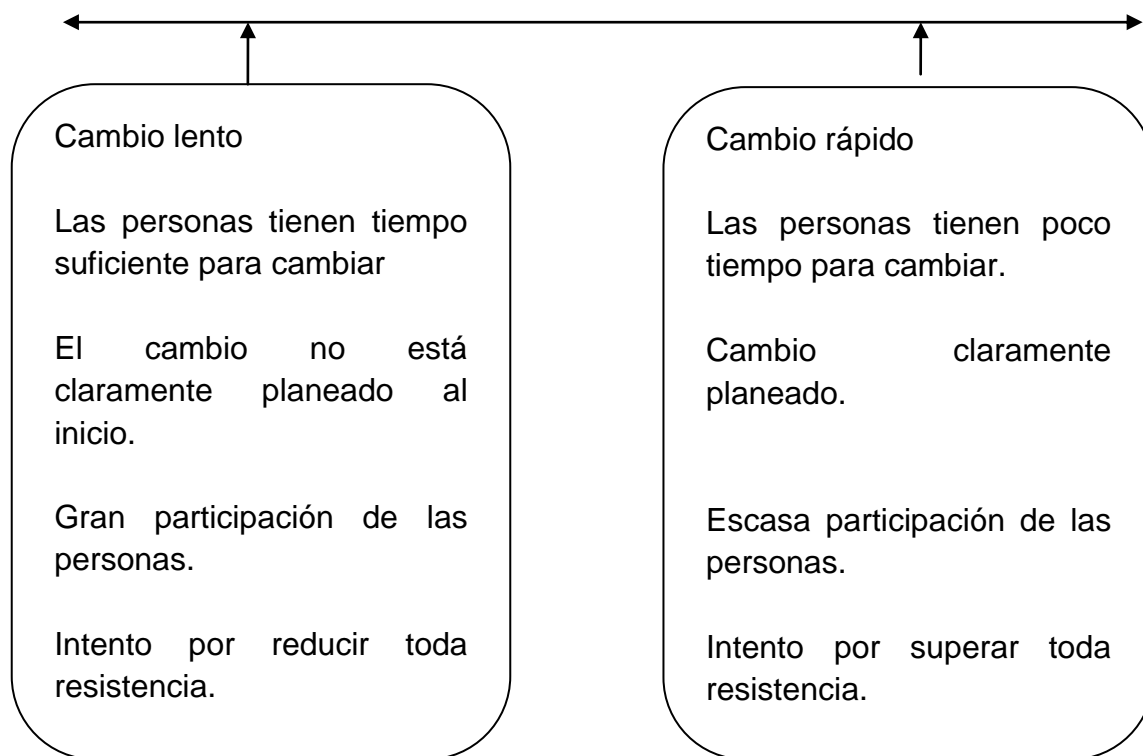 Cambio lento
Las personas tienen tiempo
suficiente para cambiar
El cambio no está
claramente planeado al
inicio.
Gran participación de las
personas.
Intento por reducir toda
resistencia.
Cambio rápido
Las personas tienen poco
tiempo para cambiar.
Cambio claramente
planeado.
Escasa participación de las
personas.
Intento por superar toda
resistencia.